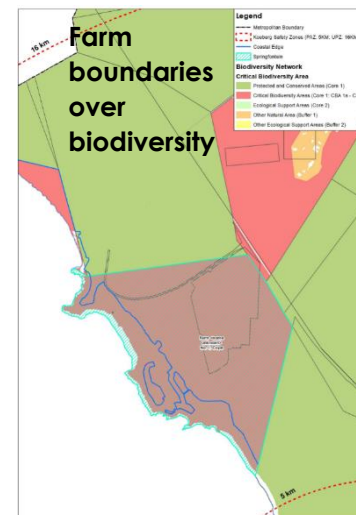 Farm
boundaries
over
biodiversity
16 km
Legend
Metropolitan Boundary
Coastal Edge
Springfontein
Biodiversity Network
Critical Biodiversity Area
Protected and Conserved Areas (Core 1)
Ecological Support Areas (Core 2)
Other Natural Area (Buffer 1)
Other Ecological Support Areas (Buffer 2)
5 km